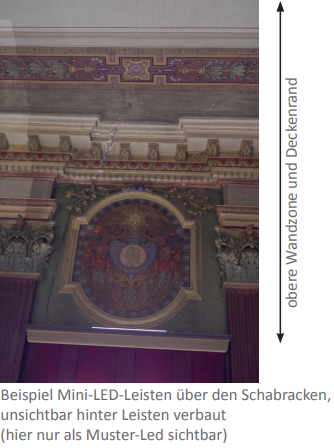 obere Wandzone und Deckenrand
Beispiel Mini-LED-Leisten über den Schabracken,
unsichtbar hinter Leisten verbaut
(hier nur als Muster-Led sichtbar)